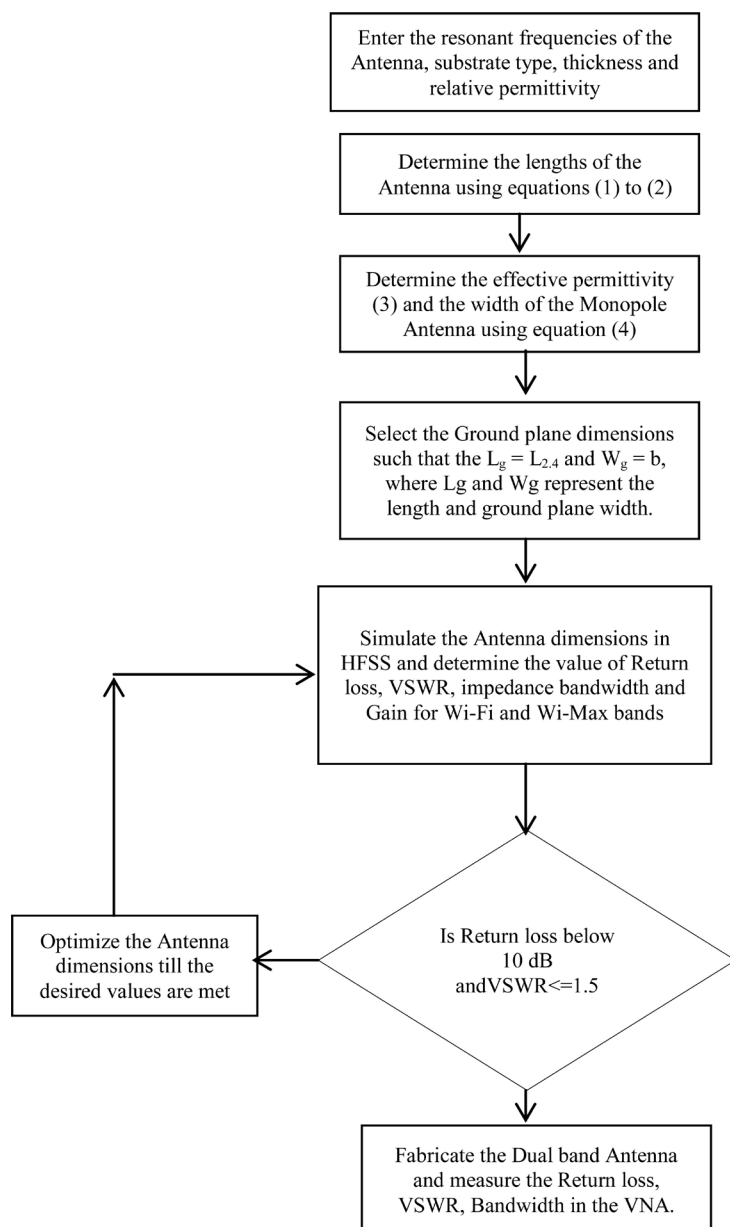 Enter the resonant frequencies of the
Antenna, substrate type, thickness and
relative permittivity
Determine the lengths of the
Antenna using equations (1) to (2)
Determine the effective permittivity
(3) and the width of the Monopole
Antenna using equation (4)
Select the Ground plane dimensions
such that the L₉ = L₂.₄ and W₉ = b,
where Lg and Wg represent the
length and ground plane width.
Simulate the Antenna dimensions in
HFSS and determine the value of Return
loss, VSWR, impedance bandwidth and
Gain for Wi-Fi and Wi-Max bands
Is Return loss below
10 dB
andVSWR<=1.5
Optimize the Antenna
dimensions till the
desired values are met
Fabricate the Dual band Antenna
and measure the Return loss,
VSWR, Bandwidth in the VNA.